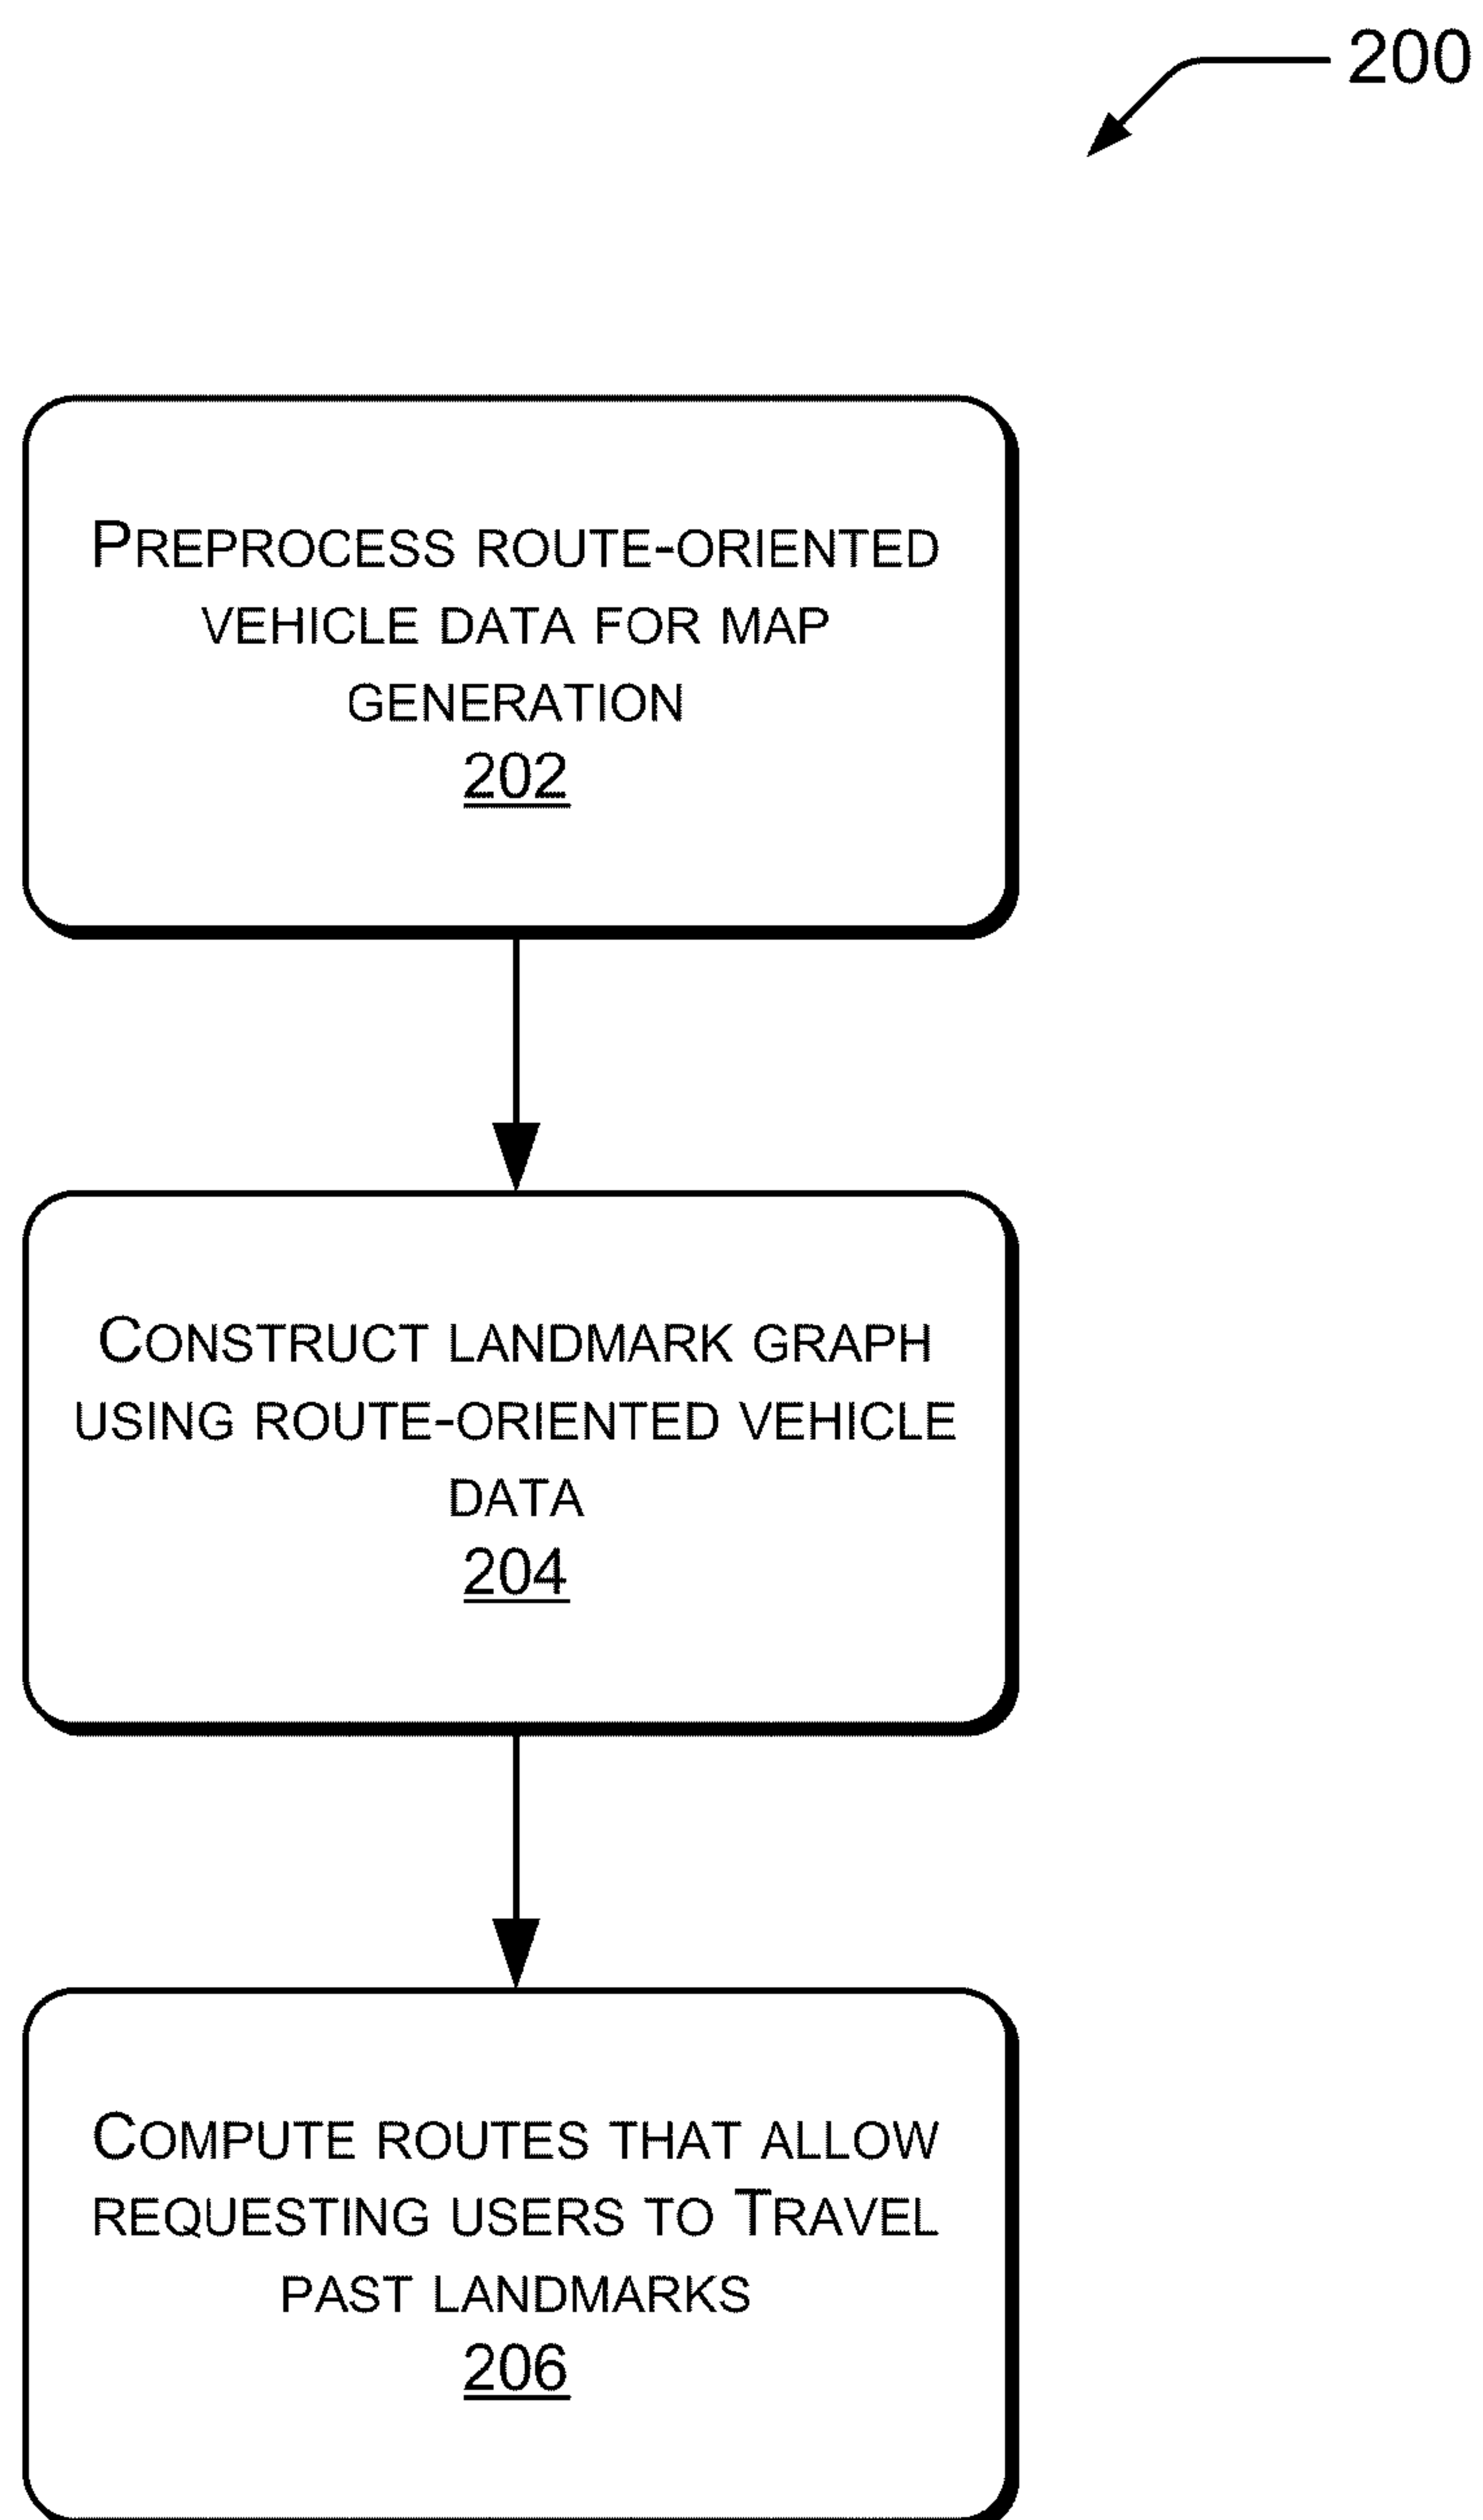 200
PREPROCESS ROUTE-ORIENTED
VEHICLE DATA FOR MAP
GENERATION
202
CONSTRUCT LANDMARK GRAPH
USING ROUTE-ORIENTED VEHICLE
DATA
204
COMPUTE ROUTES THAT ALLOW
REQUESTING USERS TO TRAVEL
PAST LANDMARKS
206